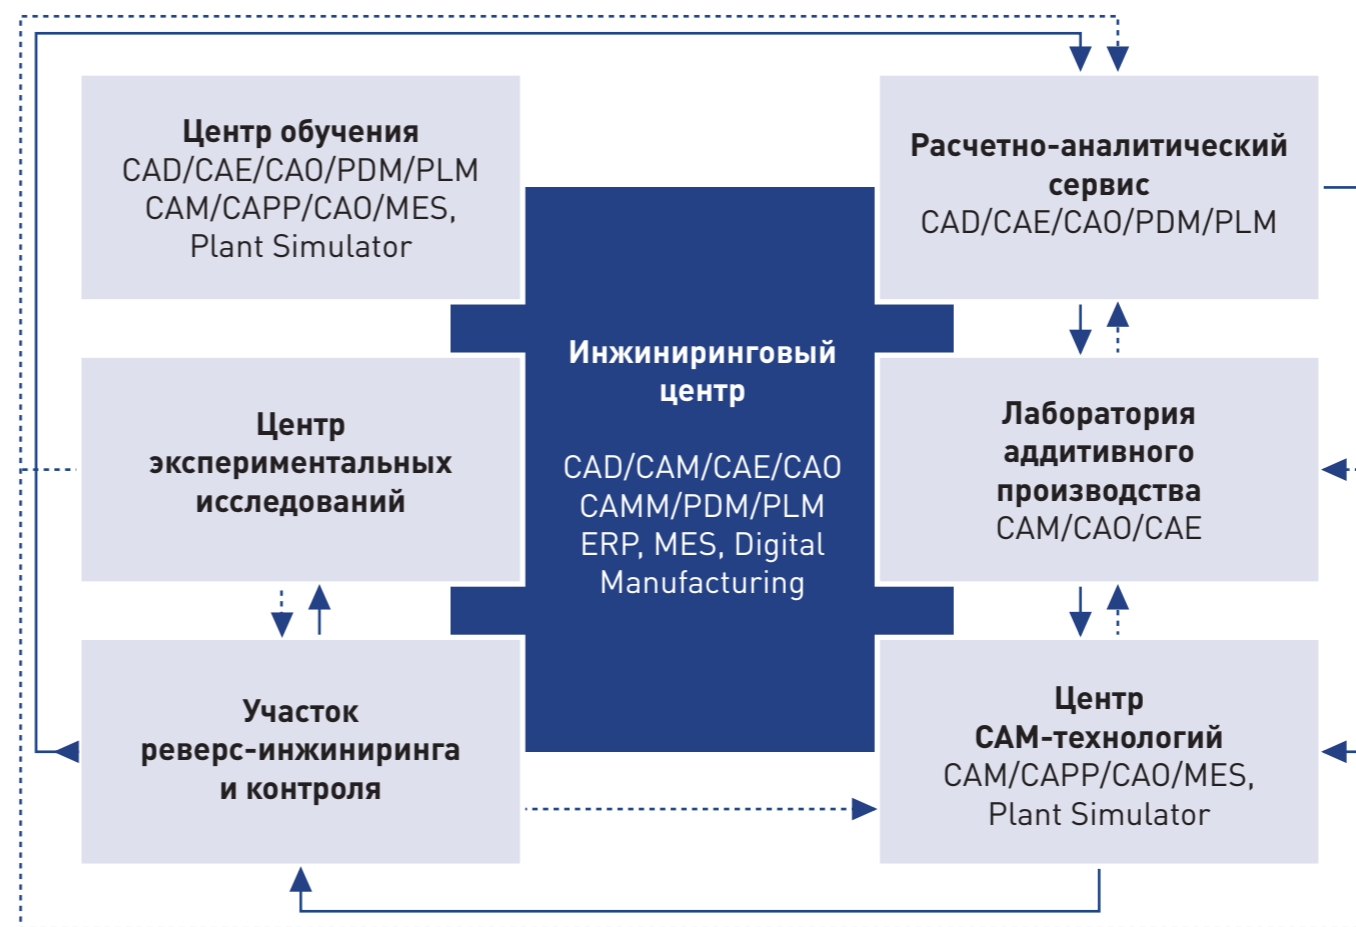 Центр обучения
CAD/CAE/CAO/PDM/PLM
CAM/CAPP/CAO/MES,
Plant Simulator
Расчетно-аналитический
сервис
CAD/CAE/CAO/PDM/PLM
Инжиниринговый
центр
CAD/CAM/CAE/CAO
CAMM/PDM/PLM
ERP, MES, Digital
Manufacturing
Центр
экспериментальных
исследований
Лаборатория
аддитивного
производства
CAM/CAO/CAE
Участок
реверс-инжиниринга
и контроля
Центр
САМ-технологий
CAM/CAPP/CAO/MES,
Plant Simulator